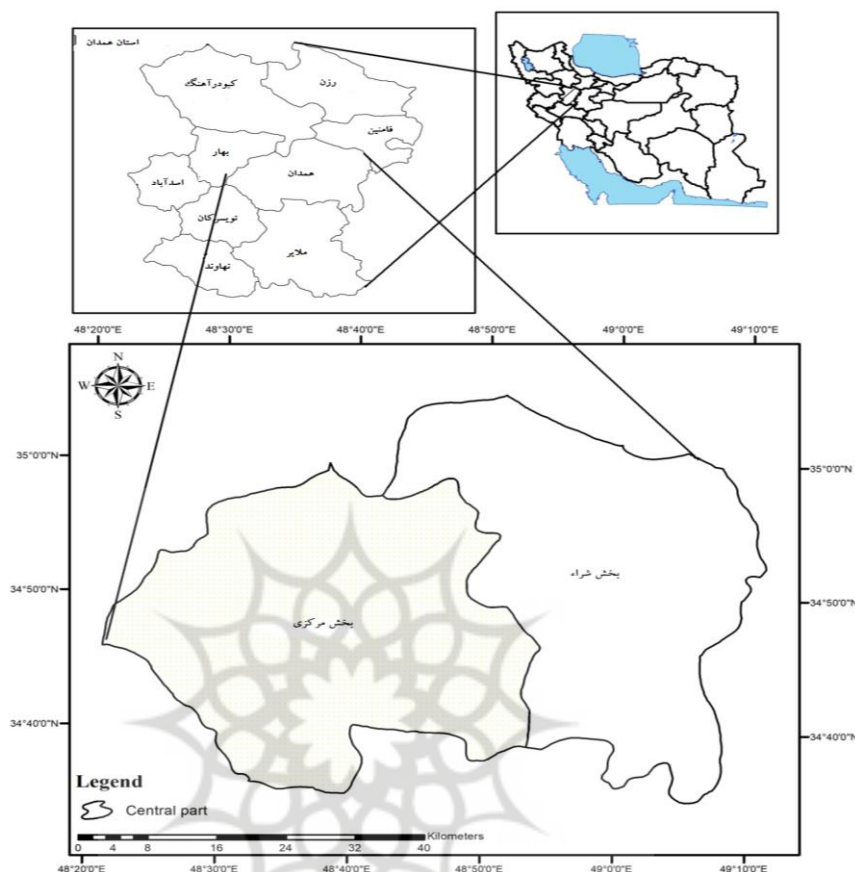 استان همدان
کبودرآهنگ
رزن
فامنین
بهار
همدان
اسدآباد
تویسرکان
ملایر
نهاوند
48°20'0"E 48°30'0"E 48°40'0"E 48°50'0"E 49°0'0"E 49°10'0"E
N
W E
S
35°0'0"N 35°0'0"N
بخش شراء
34°50'0"N 34°50'0"N
بخش مرکزی
34°40'0"N 34°40'0"N
Legend
Central part
Kilometers
0 4 8 16 24 32 40
48°20'0"E 48°30'0"E 48°40'0"E 48°50'0"E 49°0'0"E 49°10'0"E